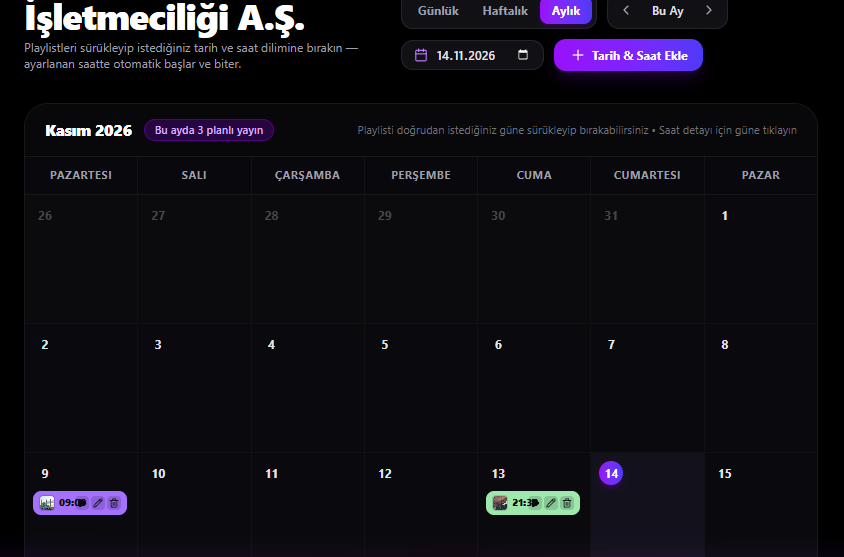 İşletmeciliği A.Ş.
Playlistleri sürükleyip istediğiniz tarih ve saat dilimine bırakın —
ayarlanan saatte otomatik başlar ve biter.
Günlük Haftalık Aylık
Bu Ay
14.11.2026
Tarih & Saat Ekle
Kasım 2026
Bu ayda 3 planlı yayın
Playlisti doğrudan istediğiniz güne sürükleyip bırakabilirsiniz • Saat detayı için güne tıklayın
PAZARTESI SALI ÇARŞAMBA PERŞEMBE CUMA CUMARTESI PAZAR
26 27 28 29 30 31 1
2 3 4 5 6 7 8
9 10 11 12 13 14 15